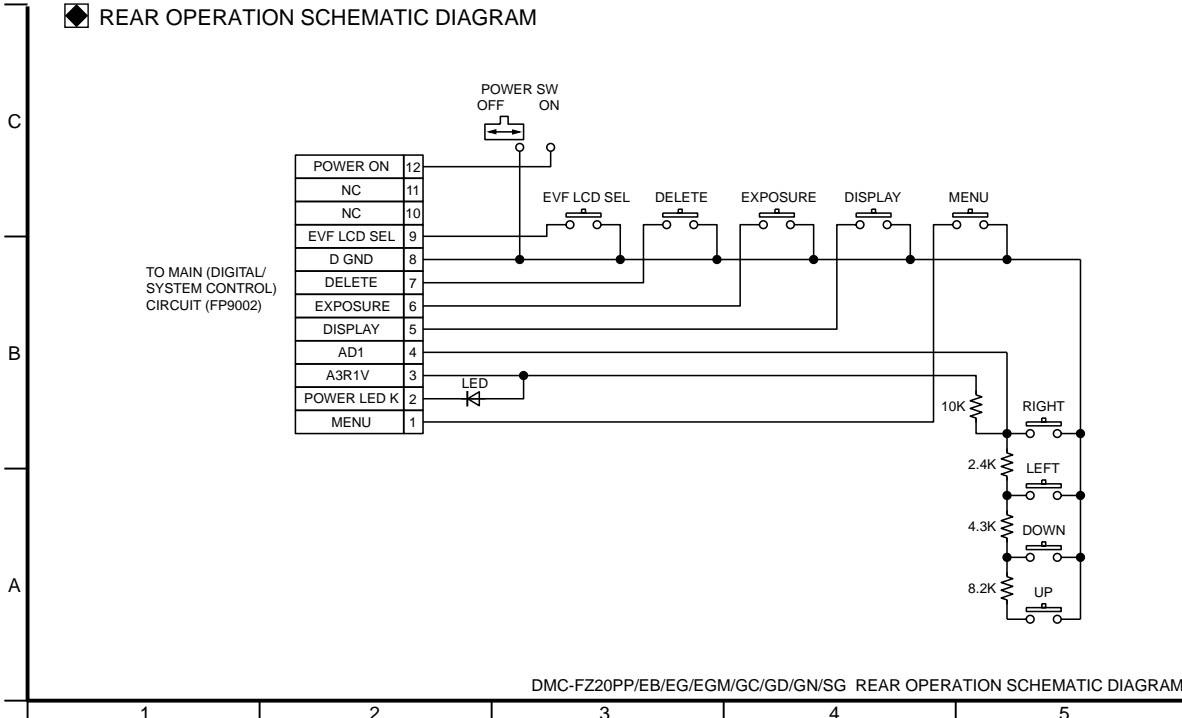 REAR OPERATION SCHEMATIC DIAGRAM
C
B
A
POWER SW
OFF ON
POWER ON 12
NC 11
NC 10
EVF LCD SEL 9
D GND 8
DELETE 7
EXPOSURE 6
DISPLAY 5
AD1 4
A3R1V 3
POWER LED K 2
MENU 1
TO MAIN (DIGITAL/
SYSTEM CONTROL)
CIRCUIT (FP9002)
EVF LCD SEL
DELETE
EXPOSURE
DISPLAY
MENU
LED
10K
RIGHT
2.4K
LEFT
4.3K
DOWN
8.2K
UP
DMC-FZ20PP/EB/EG/EGM/GC/GD/GN/SG REAR OPERATION SCHEMATIC DIAGRAM
1 2 3 4 5